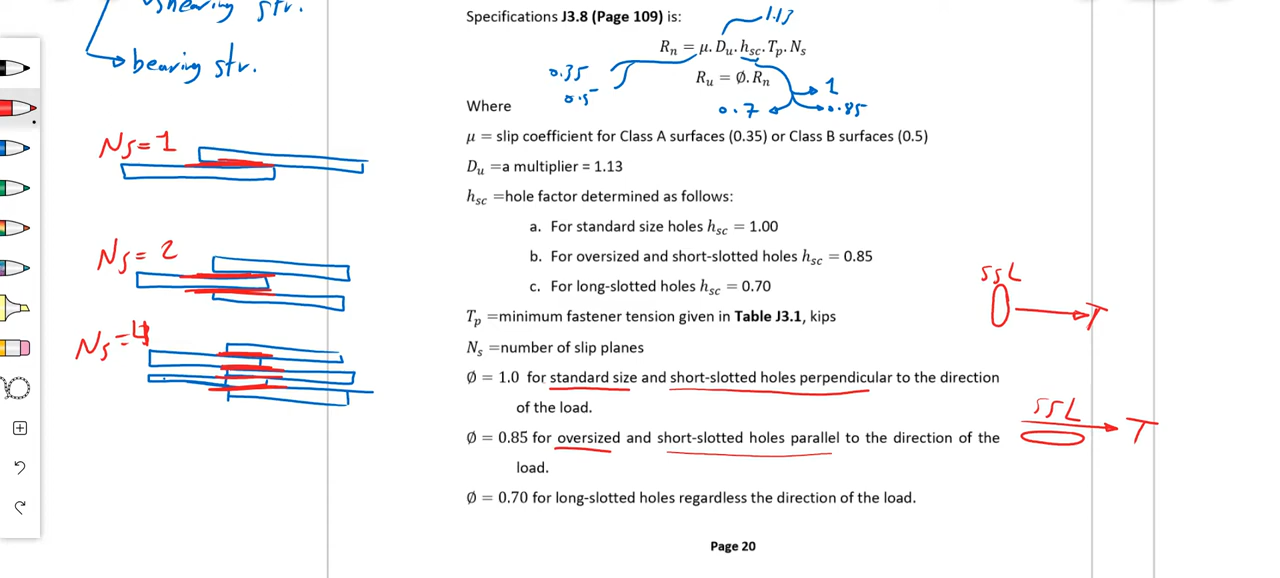 shearing str.
bearing str.
Specifications J3.8 (Page 109) is:
1.13
Rₙ = μ. Dᵤ. hₛc. Tₚ. Nₛ
0.35
0.5
Rᵤ = Ø. Rₙ
1
0.7
0.85
Where
μ = slip coefficient for Class A surfaces (0.35) or Class B surfaces (0.5)
Dᵤ =a multiplier = 1.13
hₛc =hole factor determined as follows:
a. For standard size holes hₛc = 1.00
b. For oversized and short-slotted holes hₛc = 0.85
c. For long-slotted holes hₛc = 0.70
Tₚ =minimum fastener tension given in Table J3.1, kips
Nₛ =number of slip planes
Ø = 1.0 for standard size and short-slotted holes perpendicular to the direction
of the load.
Ø = 0.85 for oversized and short-slotted holes parallel to the direction of the
load.
Ø = 0.70 for long-slotted holes regardless the direction of the load.
Page 20
Ns=1
Ns=2
Ns=4
SSL
T
SSL
T